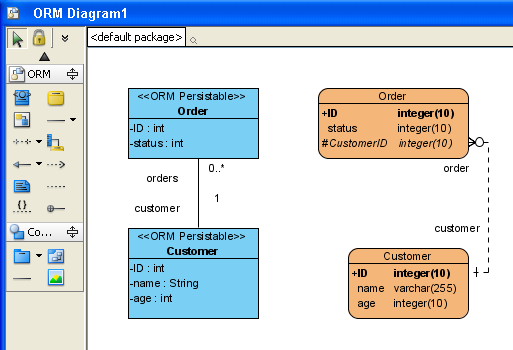 ORM Diagram1
<default package>
ORM
Co...
<<ORM Persistable>>
Order
-ID : int
-status : int
orders
0..*
customer
1
<<ORM Persistable>>
Customer
-ID : int
-name : String
-age : int
Order
+ID integer(10)
status integer(10)
#CustomerID integer(10)
order
customer
Customer
+ID integer(10)
name varchar(255)
age integer(10)